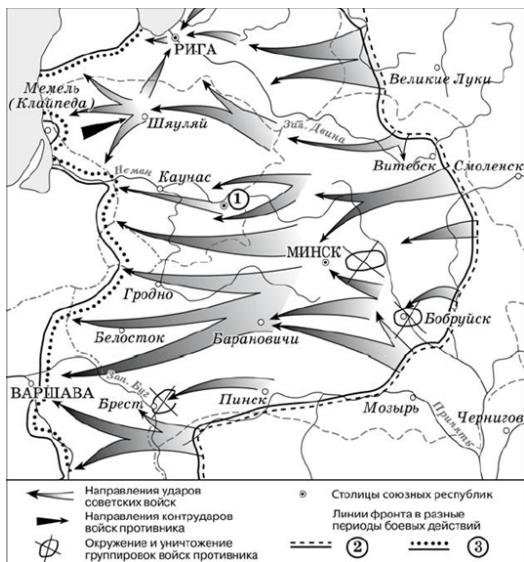 РИГА
Великие Луки
Мемель
(Клайпеда)
Шяуляй
Зап. Двина
Витебск
Смоленск
Неман
Каунас
1
МИНСК
Гродно
Бобруйск
Белосток
Барановичи
ВАРШАВА
Зап. Буг
Брест
Пинск
Мозырь
Припять
Чернигов
Направления ударов
советских войск
Направления контрударов
войск противника
Окружение и уничтожение
группировок войск противника
Столицы союзных республик
Линии фронта в разные
периоды боевых действий
2
3